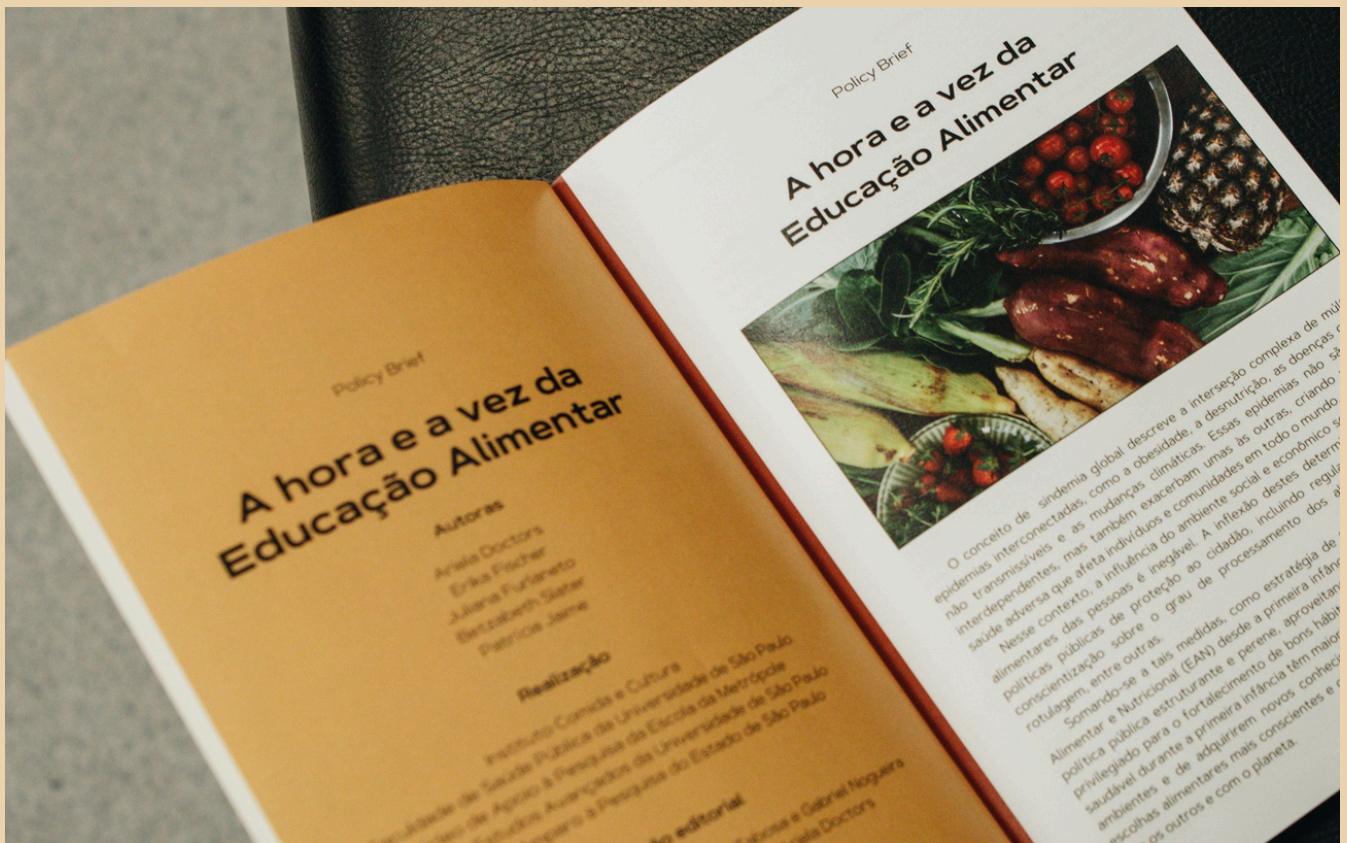 Policy Brief
A hora e a vez da
Educação Alimentar
Autoras
Ariela Doctors
Erika Fischer
Juliana Furlaneto
Betzabeth Slater
Patrícia Jaime
Realização
Instituto Comida e Cultura
Faculdade de Saúde Pública da Universidade de São Paulo
Núcleo de Apoio à Pesquisa da Escola da Metrópole
Estudos Avançados da Universidade de São Paulo
Amparo à Pesquisa do Estado de São Paulo
editorial
e Gabriel Nogueira
Doctors
Policy Brief
A hora e a vez da
Educação Alimentar
O conceito de sindemia global descreve a interseção complexa de
epidemias interconectadas, como a obesidade, a desnutrição, as doenças
não transmissíveis e as mudanças climáticas. Essas epidemias não
interdependentes, mas também exacerbam umas às outras, criando
saúde adversa que afeta indivíduos e comunidades em todo o mundo.
Nesse contexto, a influência do ambiente social e econômico
alimentares das pessoas é inegável. A inflexão destes
políticas públicas de proteção ao cidadão, incluindo
conscientização sobre o grau de processamento dos
rotulagem, entre outras.
Somando-se a tais medidas, como estratégia de
Alimentar e Nutricional (EAN) desde a primeira
política pública estruturante e perene,
privilegiado para o fortalecimento de bons
saudável durante a primeira infância têm maior
ambientes e de adquirirem novos
escolhas alimentares mais conscientes e
os outros e com o planeta.